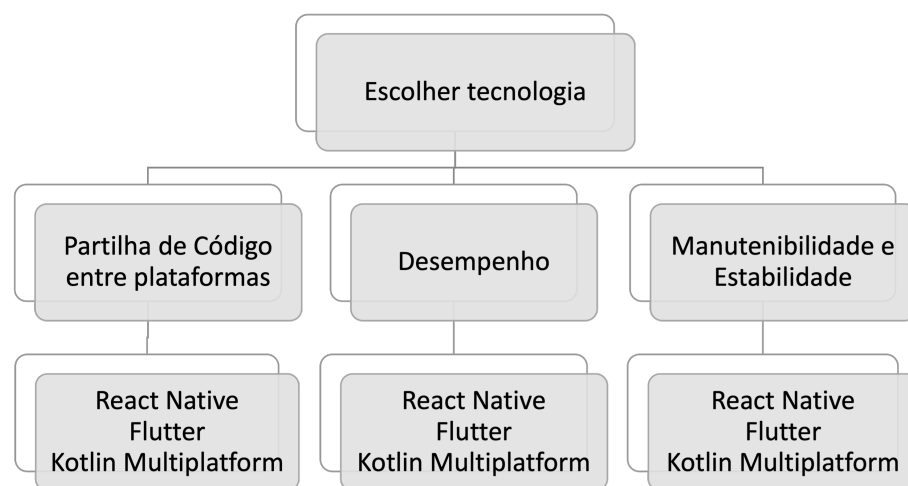 Escolher tecnologia
Partilha de Código
entre plataformas
Desempenho
Manutenibilidade e
Estabilidade
React Native
Flutter
Kotlin Multiplatform
React Native
Flutter
Kotlin Multiplatform
React Native
Flutter
Kotlin Multiplatform